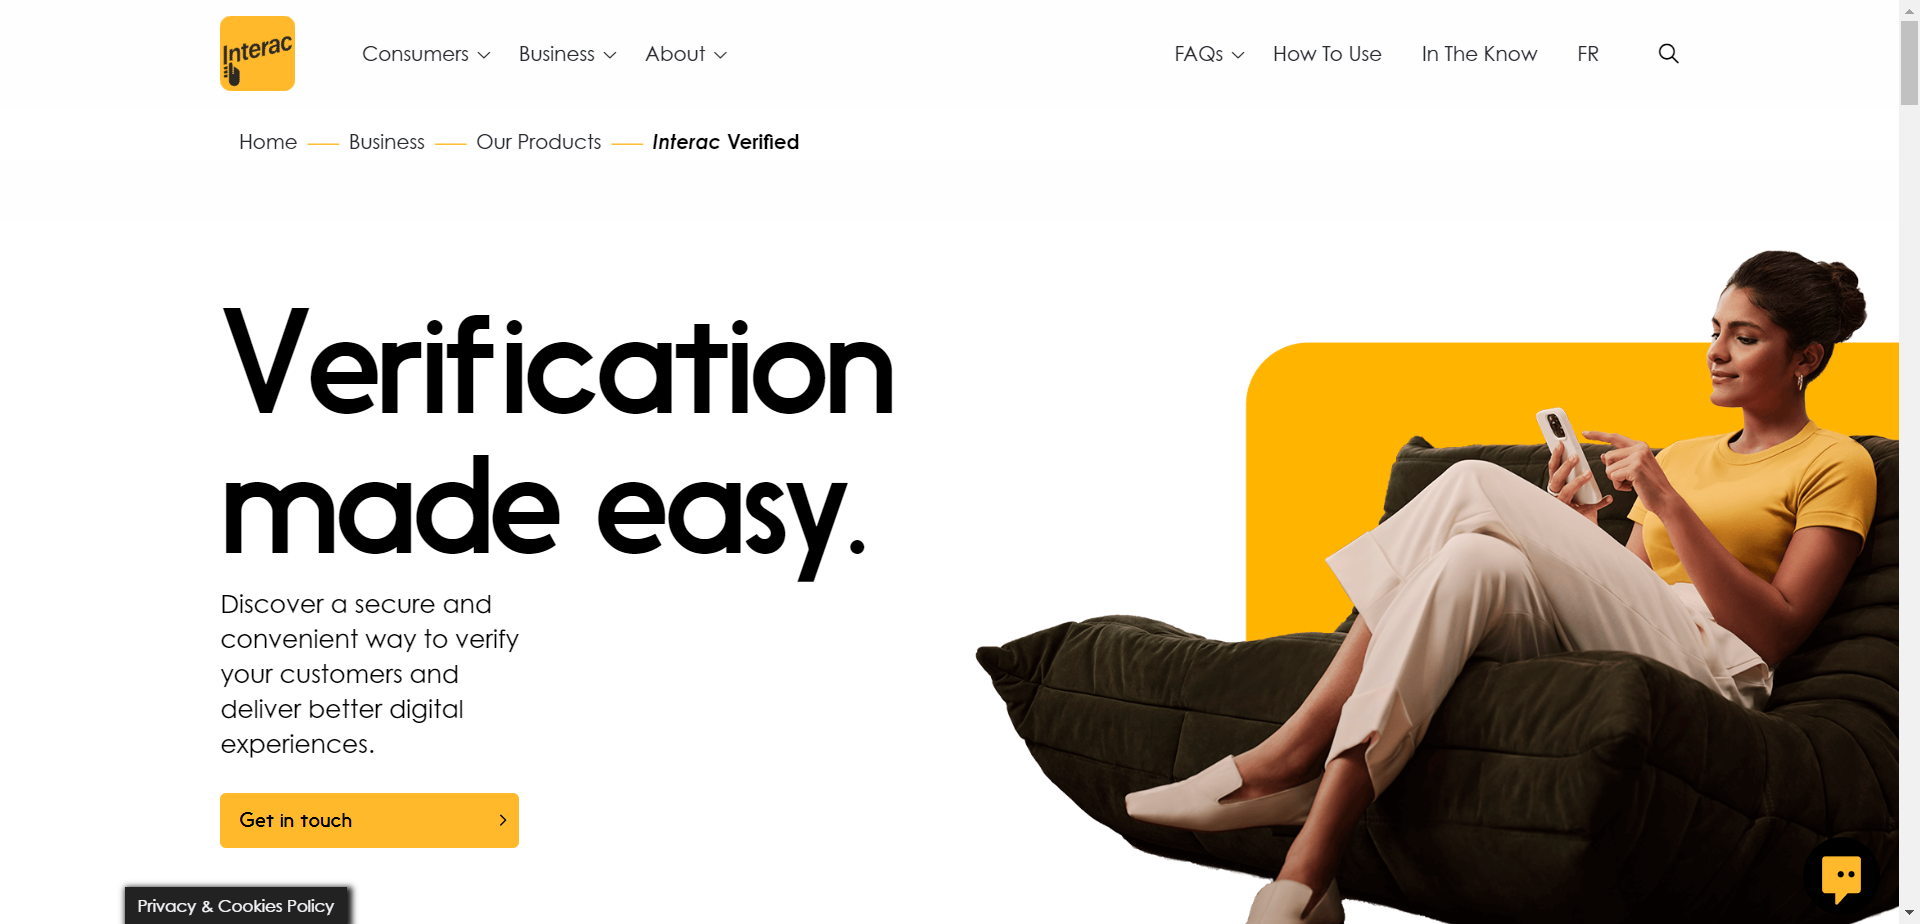 Interac
Consumers
Business
About
FAQs
How To Use
In The Know
FR
Home
Business
Our Products
Interac Verified
Verification
made easy.
Discover a secure and
convenient way to verify
your customers and
deliver better digital
experiences.
Get in touch
Privacy & Cookies Policy